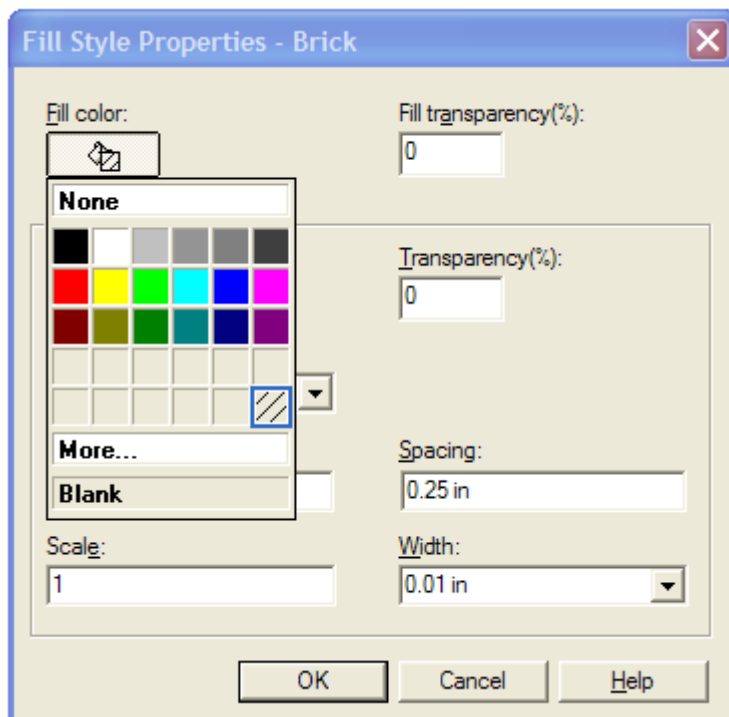 Fill Style Properties - Brick
Fill color:
Fill transparency(%):
0
None
Transparency(%):
0
More...
Blank
Spacing:
0.25 in
Scale:
1
Width:
0.01 in
OK
Cancel
Help